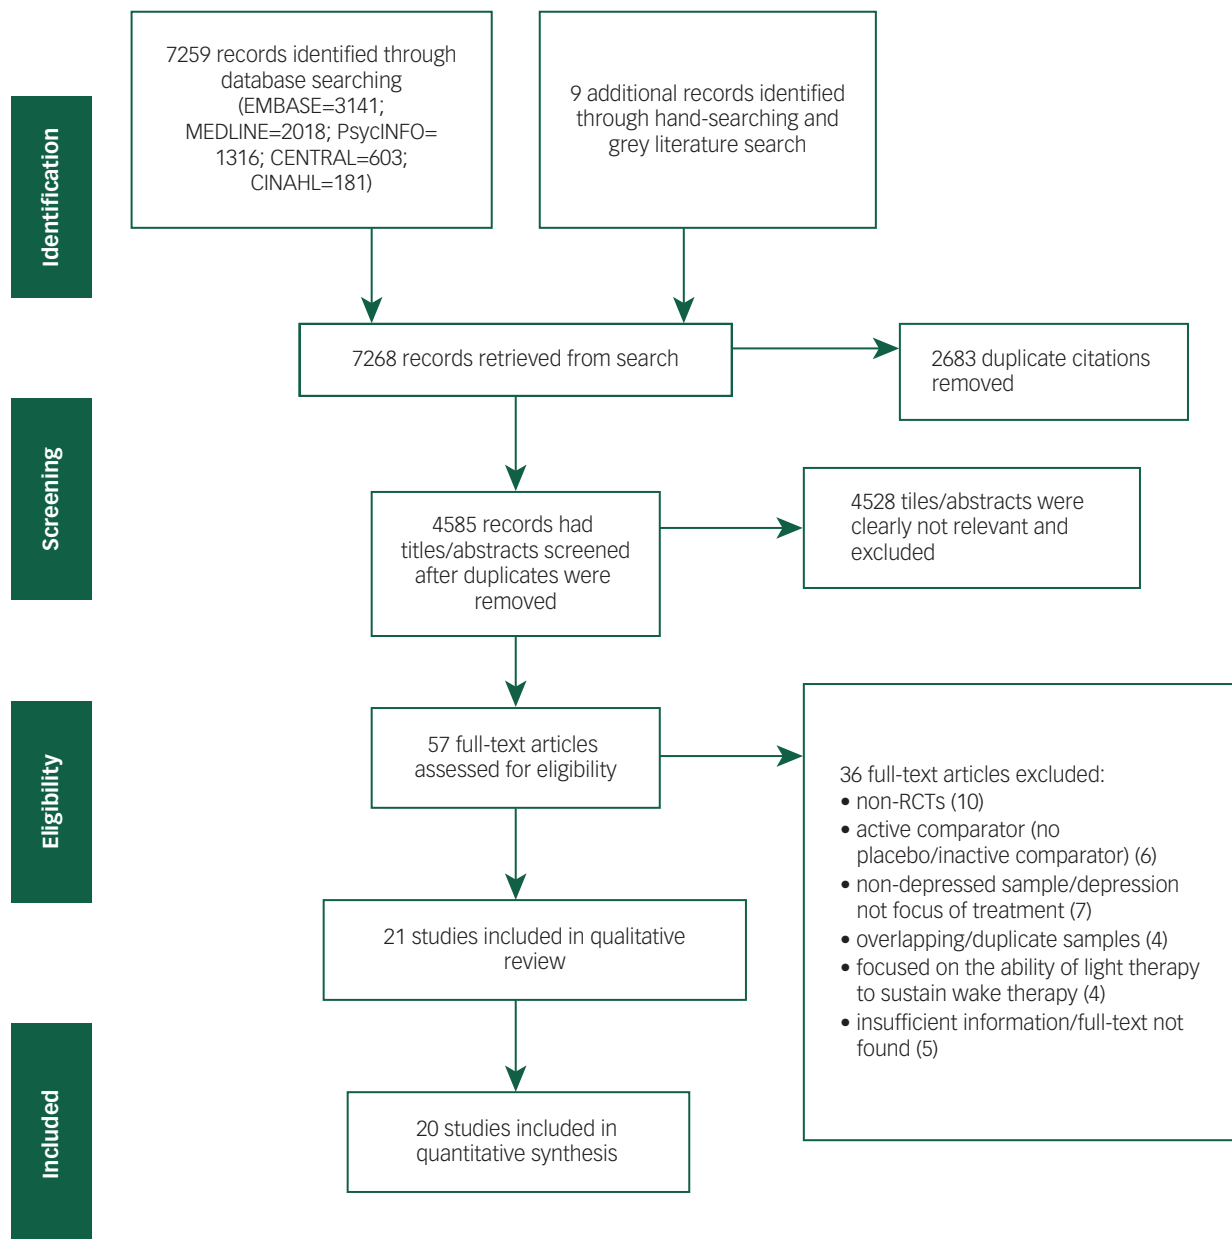 7259 records identified through
database searching
(EMBASE=3141;
MEDLINE=2018; PsycINFO=
1316; CENTRAL=603;
CINAHL=181)
9 additional records identified
through hand-searching and
grey literature search
Identification
7268 records retrieved from search
2683 duplicate citations
removed
Screening
4585 records had
titles/abstracts screened
after duplicates were
removed
4528 tiles/abstracts were
clearly not relevant and
excluded
Eligibility
57 full-text articles
assessed for eligibility
36 full-text articles excluded:
• non-RCTs (10)
• active comparator (no
placebo/inactive comparator) (6)
• non-depressed sample/depression
not focus of treatment (7)
• overlapping/duplicate samples (4)
• focused on the ability of light therapy
to sustain wake therapy (4)
• insufficient information/full-text not
found (5)
21 studies included in qualitative
review
Included
20 studies included in
quantitative synthesis